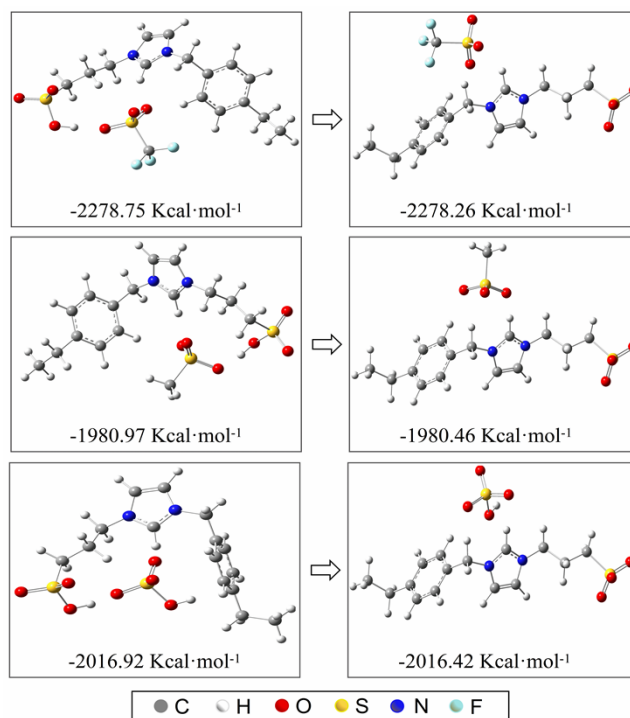 -2278.75 Kcal·mol⁻¹
-2278.26 Kcal·mol⁻¹
-1980.97 Kcal·mol⁻¹
-1980.46 Kcal·mol⁻¹
-2016.92 Kcal·mol⁻¹
-2016.42 Kcal·mol⁻¹
C H O S N F